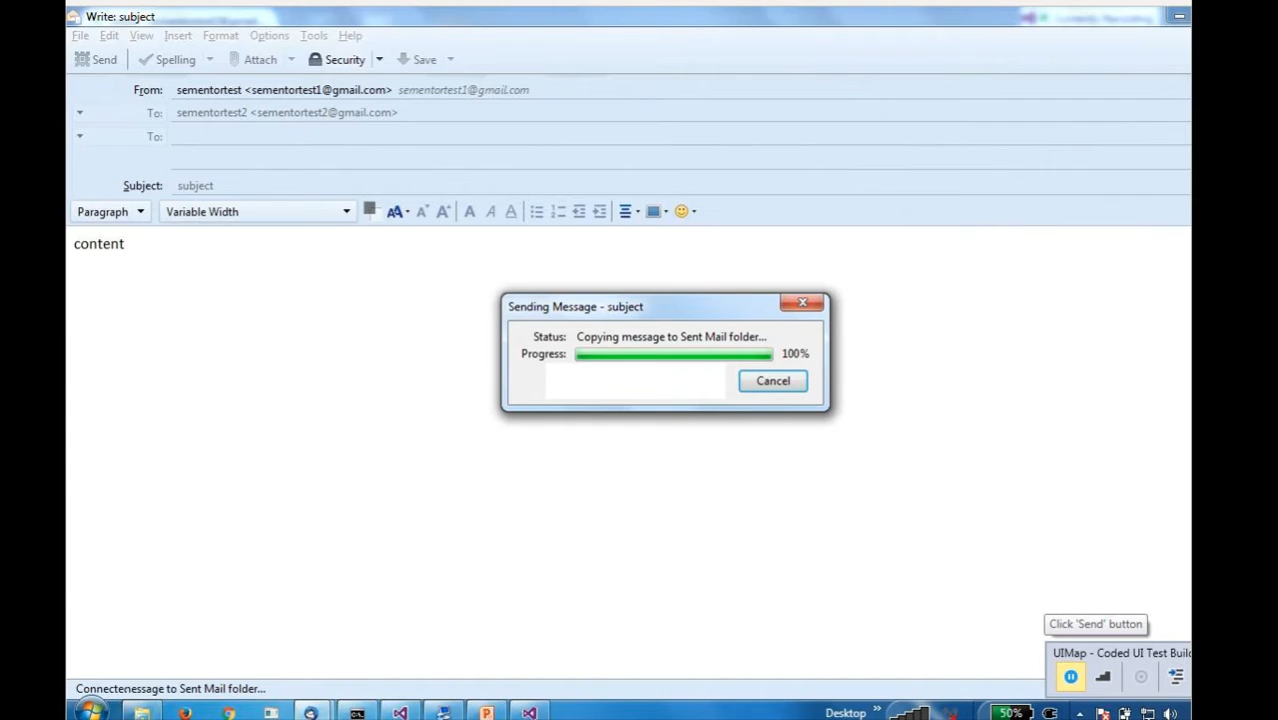 Write: subject
File Edit View Insert Format Options Tools Help
Send Spelling Attach Security Save
From: sementortest <sementortest1@gmail.com> sementortest1@gmail.com
To: sementortest2 <sementortest2@gmail.com>
To:
Subject: subject
Paragraph Variable Width
content
Sending Message - subject
Status: Copying message to Sent Mail folder...
Progress: 100%
Cancel
Click 'Send' button
UIMap - Coded UI Test Build
Connectenessage to Sent Mail folder...
Desktop 50%